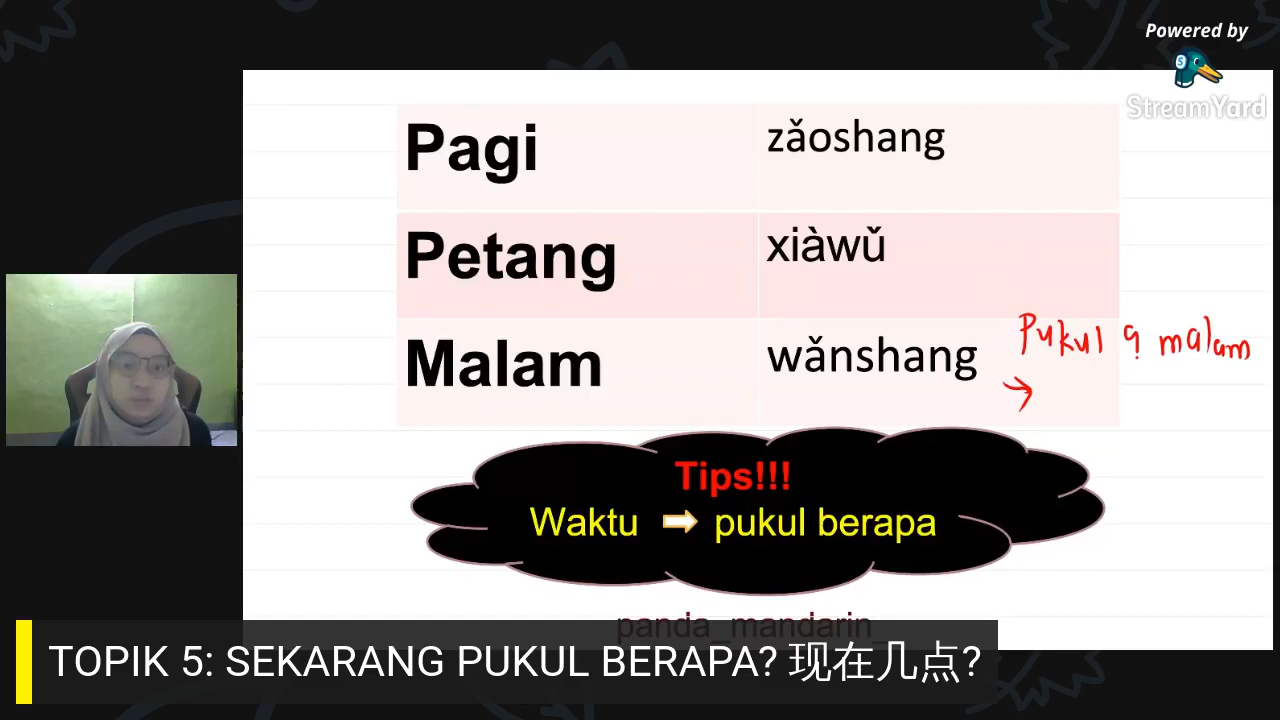 Powered by
StreamYard
Pagi zǎoshang
Petang xiàwǔ
Malam wǎnshang
Pukul 9 malam
→
Tips!!!
Waktu ➡ pukul berapa
panda_mandarin_
TOPIK 5: SEKARANG PUKUL BERAPA? 现在几点?